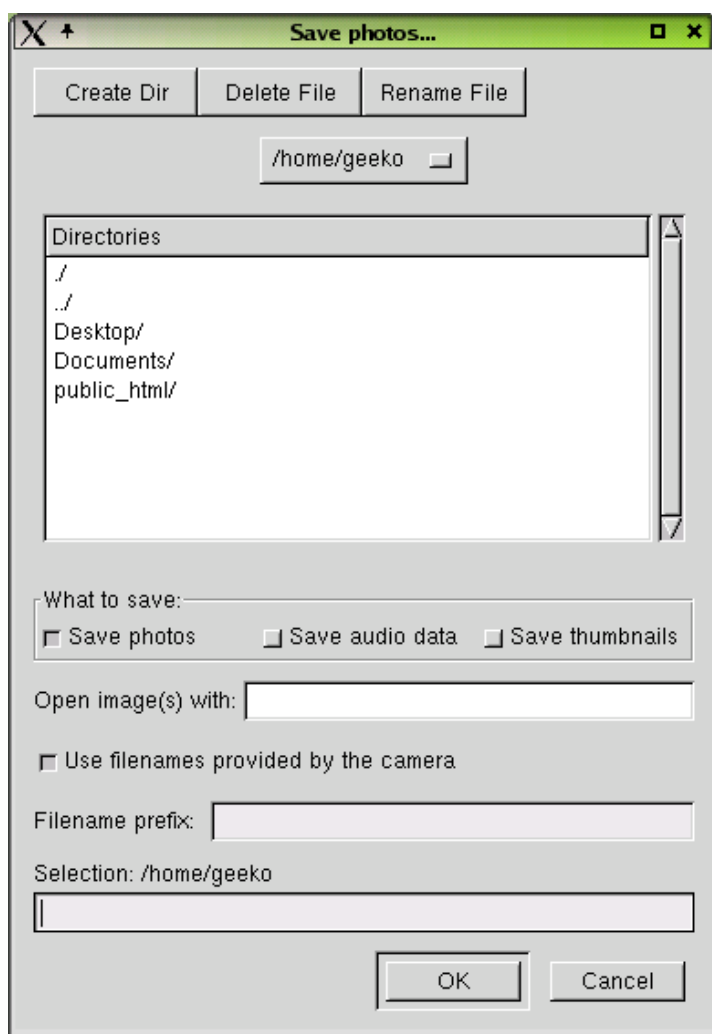 Save photos...
Create Dir Delete File Rename File
/home/geeko
Directories
./
../
Desktop/
Documents/
public_html/
What to save:
Save photos Save audio data Save thumbnails
Open image(s) with:
Use filenames provided by the camera
Filename prefix:
Selection: /home/geeko
OK Cancel